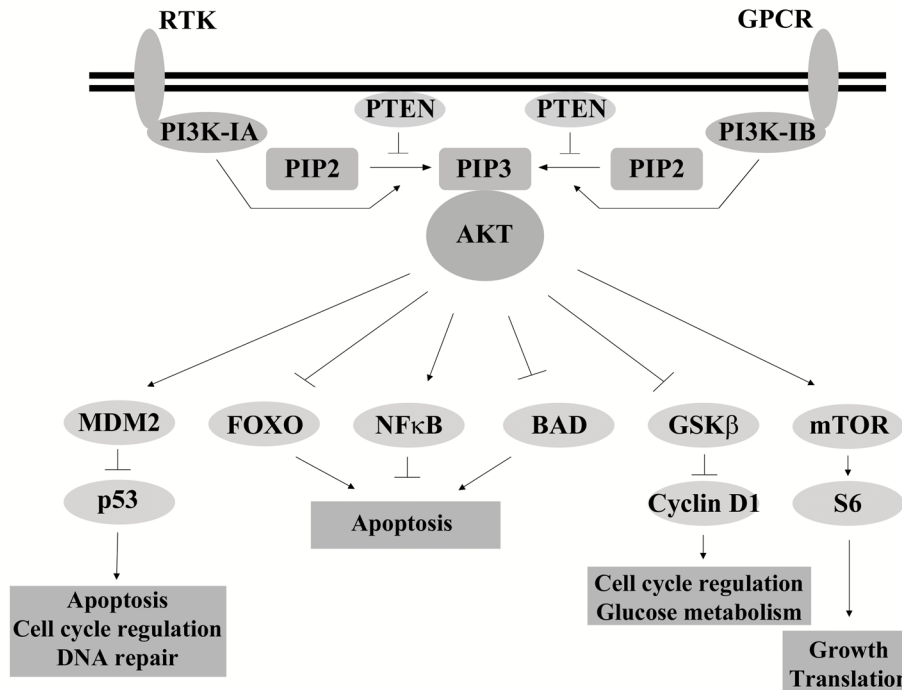 RTK
GPCR
PTEN
PTEN
PI3K-IA
PI3K-IB
PIP2
PIP3
PIP2
AKT
MDM2
FOXO
NFκB
BAD
GSKβ
mTOR
p53
Apoptosis
Cyclin D1
S6
Apoptosis
Cell cycle regulation
DNA repair
Cell cycle regulation
Glucose metabolism
Growth
Translation